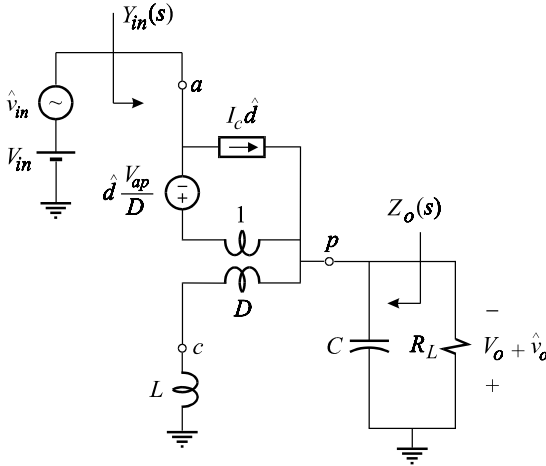 Y_in(s)
a
v̂_in
~
V_in
I_c d̂
d̂ V_ap/D
−
+
1
Z_o(s)
p
D
c
L
C
R_L
−
V_o + v̂_o
+